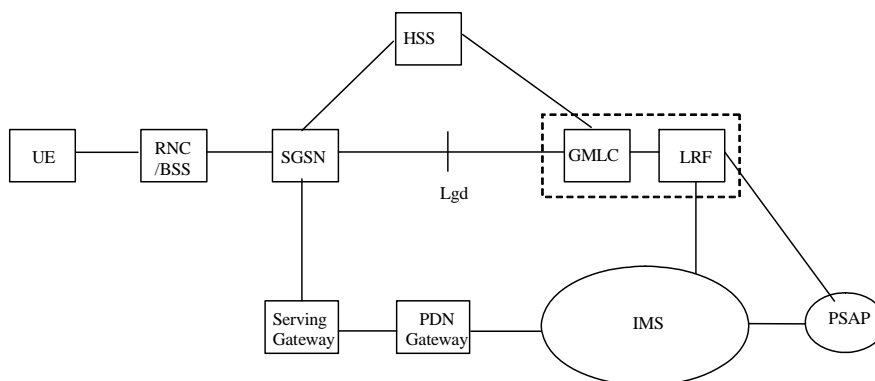 HSS
UE
RNC
/BSS
SGSN
Lgd
GMLC
LRF
Serving
Gateway
PDN
Gateway
IMS
PSAP